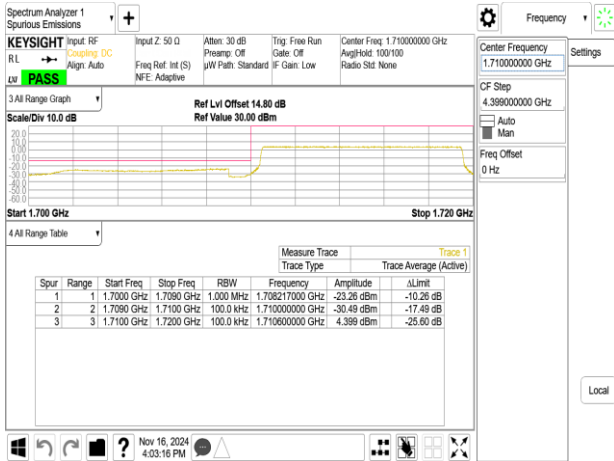 Spectrum Analyzer 1
Spurious Emissions
Frequency
KEYSIGHT
Input: RF
Coupling: DC
Align: Auto
Input Z: 50 Ω
Freq Ref: Int (S)
NFE: Adaptive
Atten: 30 dB
Preamp: Off
µW Path: Standard
Trig: Free Run
Gate: Off
IF Gain: Low
Center Freq: 1.710000000 GHz
Avg|Hold: 100/100
Radio Std: None
RL
LXI
PASS
Center Frequency
1.710000000 GHz
Settings
CF Step
4.399000000 GHz
Auto
Man
Freq Offset
0 Hz
3 All Range Graph
Ref Lvl Offset 14.80 dB
Scale/Div 10.0 dB
Ref Value 30.00 dBm
20.0
10.0
0.00
-10.0
-20.0
-30.0
-40.0
-50.0
-60.0
Start 1.700 GHz
Stop 1.720 GHz
4 All Range Table
Measure Trace Trace 1
Trace Type Trace Average (Active)
Spur Range Start Freq Stop Freq RBW Frequency Amplitude ΔLimit
1 1 1.7000 GHz 1.7090 GHz 1.000 MHz 1.708217000 GHz -23.26 dBm -10.26 dB
2 2 1.7090 GHz 1.7100 GHz 100.0 kHz 1.710000000 GHz -30.49 dBm -17.49 dB
3 3 1.7100 GHz 1.7200 GHz 100.0 kHz 1.710600000 GHz 4.399 dBm -25.60 dB
Local
Nov 16, 2024
4:03:16 PM